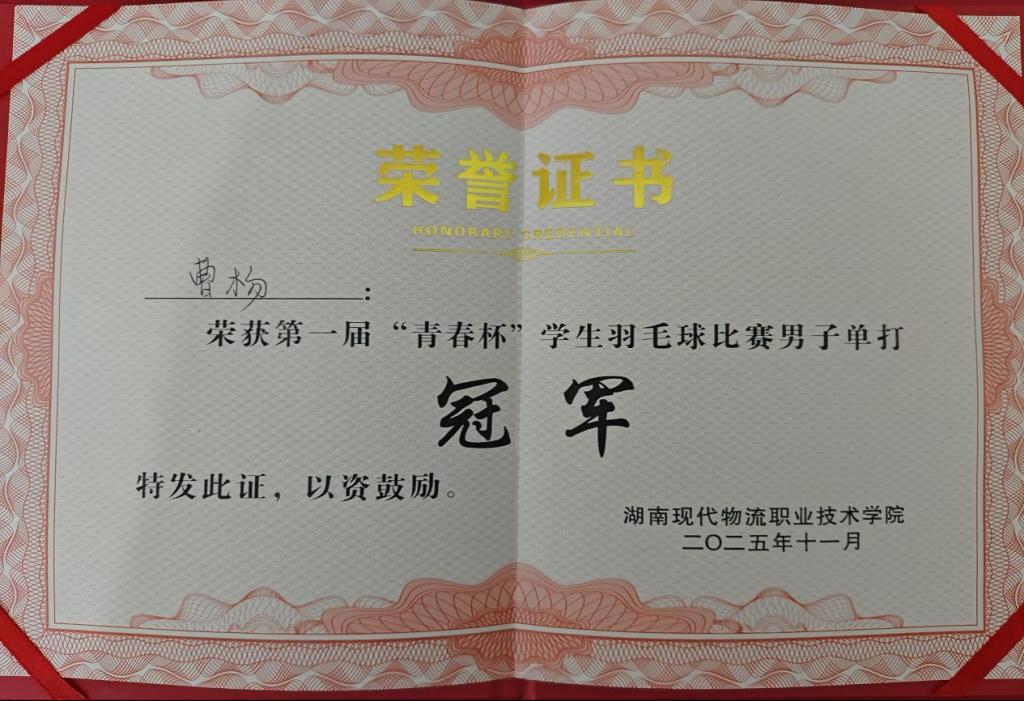 荣誉证书
HONORARY CREDENTIAL
曹杨:
荣获第一届“青春杯”学生羽毛球比赛男子单打
冠军
特发此证，以资鼓励。
湖南现代物流职业技术学院
二〇二五年十一月